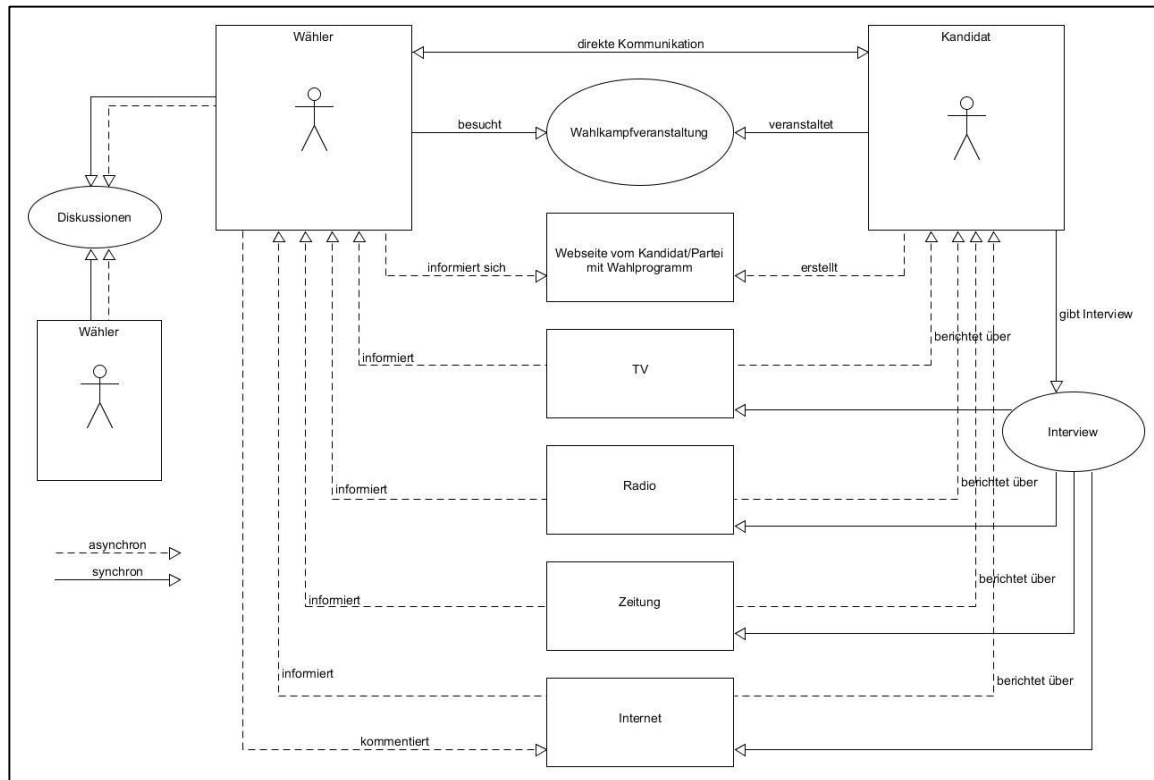 Wähler
direkte Kommunikation
Kandidat
besucht
Wahlkampfveranstaltung
veranstaltet
Diskussionen
Webseite vom Kandidat/Partei
mit Wahlprogramm
informiert sich
erstellt
Wähler
gibt Interview
informiert
TV
berichtet über
Interview
informiert
Radio
berichtet über
asynchron
synchron
informiert
Zeitung
berichtet über
informiert
Internet
berichtet über
kommentiert